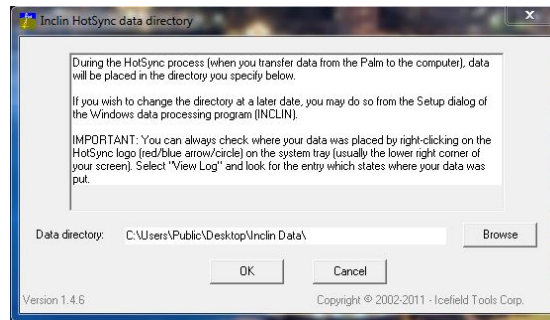 Inclin HotSync data directory
x
During the HotSync process (when you transfer data from the Palm to the computer), data
will be placed in the directory you specify below.
If you wish to change the directory at a later date, you may do so from the Setup dialog of
the Windows data processing program (INCLIN).
IMPORTANT: You can always check where your data was placed by right-clicking on the
HotSync logo (red/blue arrow/circle) on the system tray (usually the lower right corner of
your screen). Select "View Log" and look for the entry which states where your data was
put.
Data directory: C:\Users\Public\Desktop\Inclin Data\ Browse
OK Cancel
Version 1.4.6 Copyright © 2002-2011 - Icefield Tools Corp.